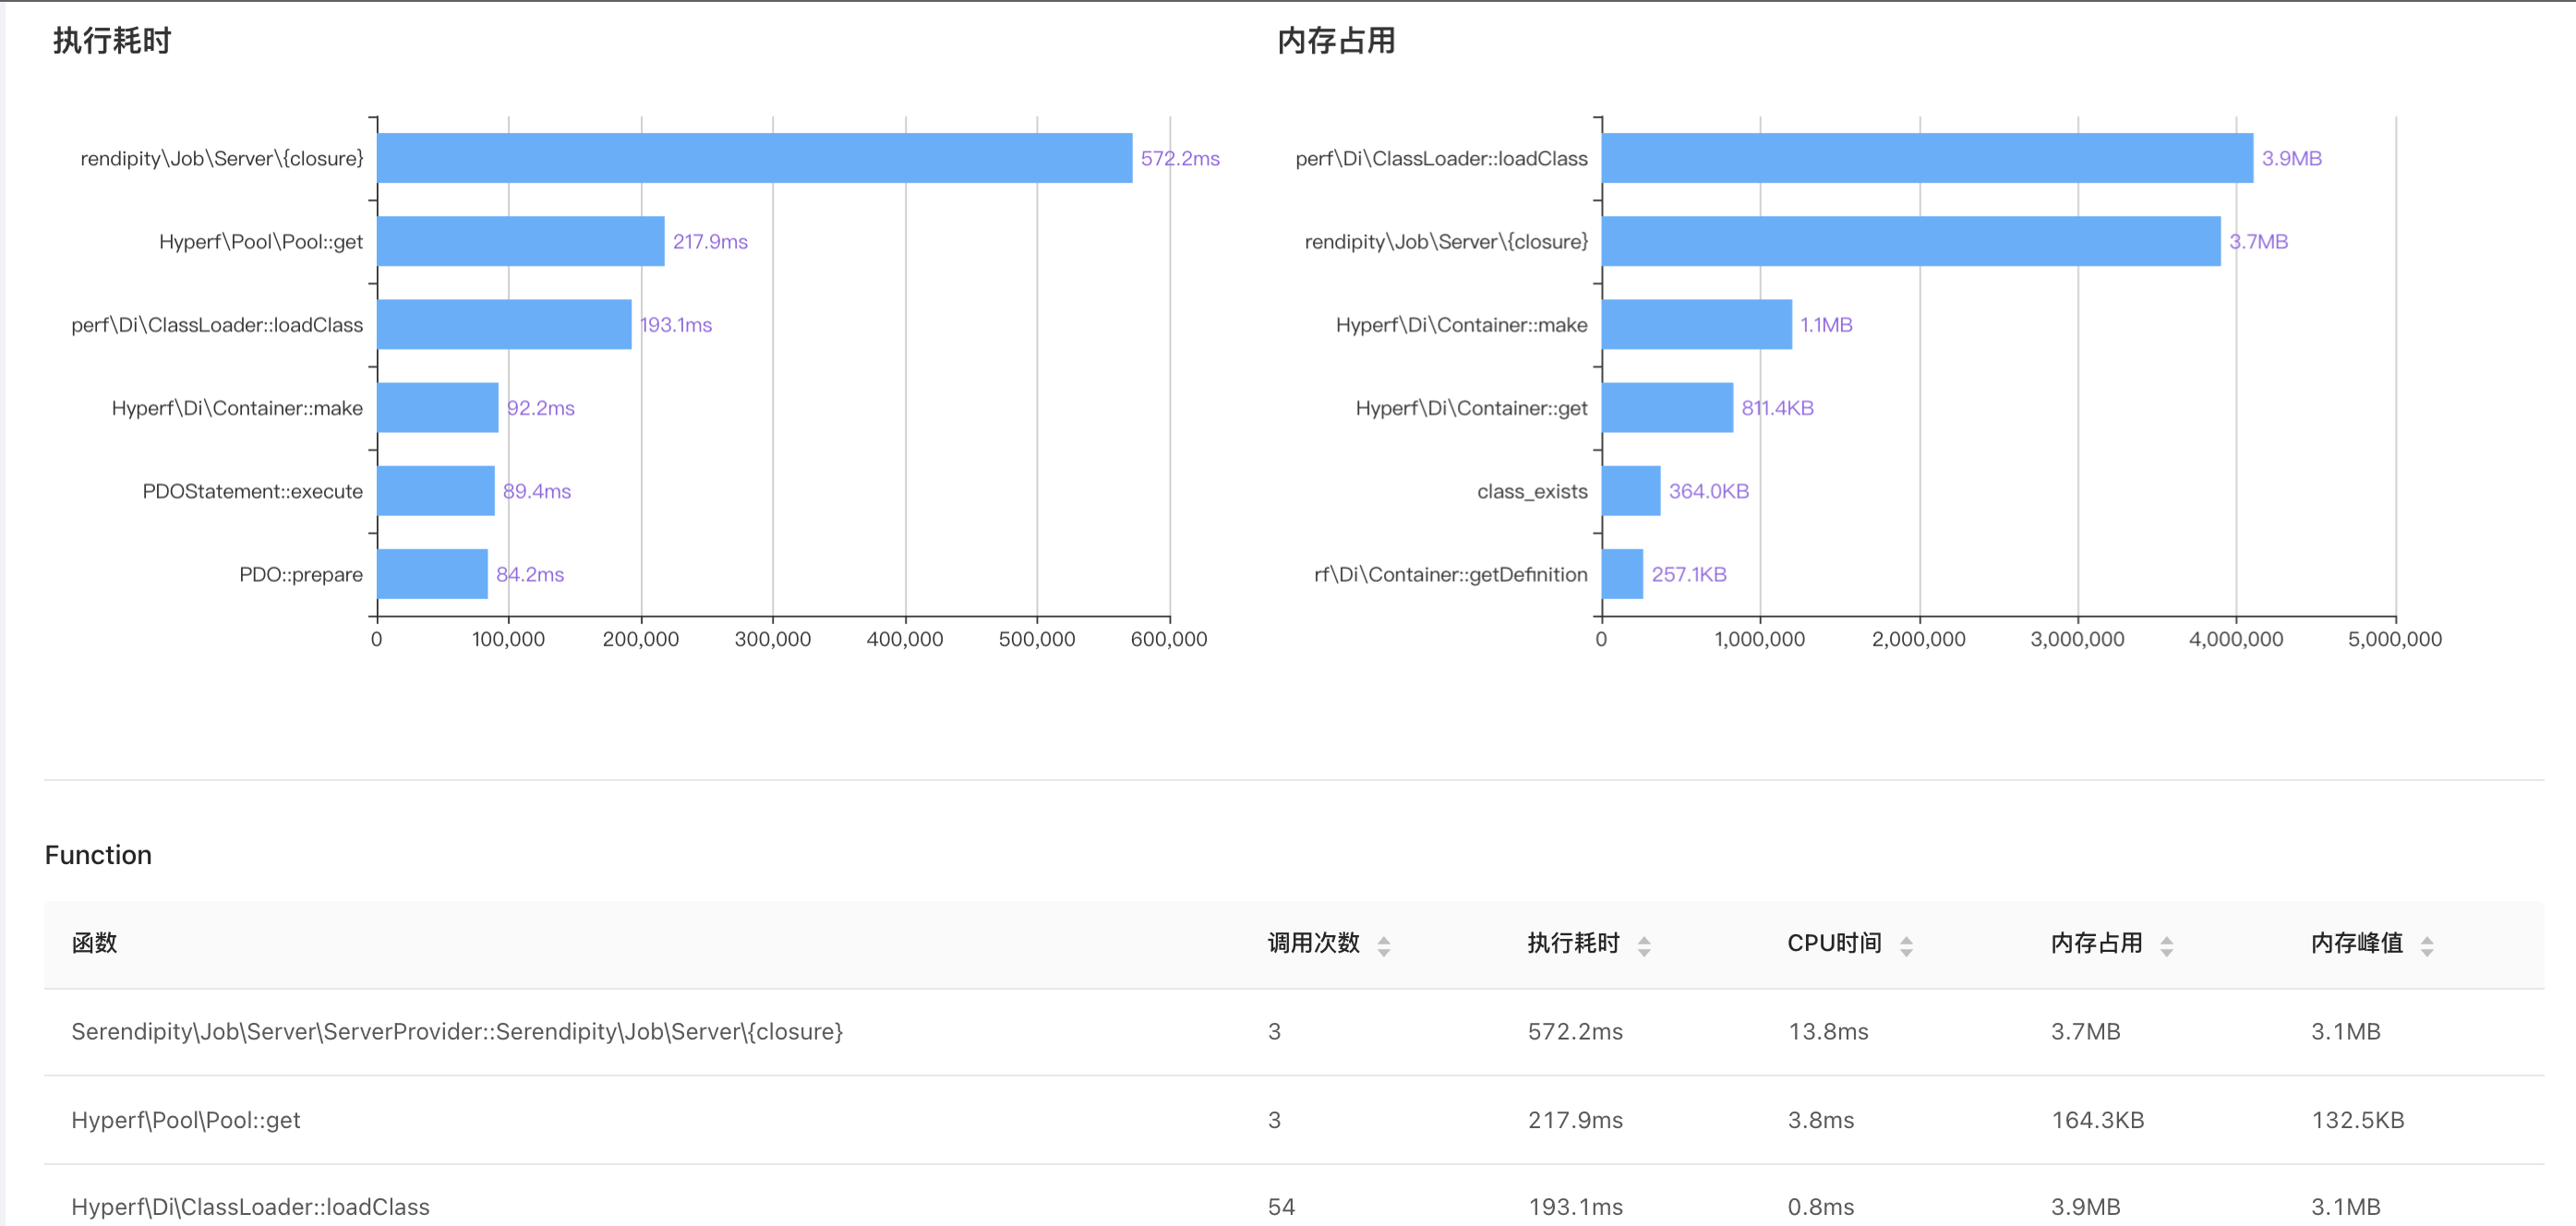 执行耗时
rendipity\Job\Server\{closure} 572.2ms
Hyperf\Pool\Pool::get 217.9ms
perf\Di\ClassLoader::loadClass 193.1ms
Hyperf\Di\Container::make 92.2ms
PDOStatement::execute 89.4ms
PDO::prepare 84.2ms
0 100,000 200,000 300,000 400,000 500,000 600,000
内存占用
perf\Di\ClassLoader::loadClass 3.9MB
rendipity\Job\Server\{closure} 3.7MB
Hyperf\Di\Container::make 1.1MB
Hyperf\Di\Container::get 811.4KB
class_exists 364.0KB
rf\Di\Container::getDefinition 257.1KB
0 1,000,000 2,000,000 3,000,000 4,000,000 5,000,000
Function
函数 调用次数 执行耗时 CPU时间 内存占用 内存峰值
Serendipity\Job\Server\ServerProvider::Serendipity\Job\Server\{closure} 3 572.2ms 13.8ms 3.7MB 3.1MB
Hyperf\Pool\Pool::get 3 217.9ms 3.8ms 164.3KB 132.5KB
Hyperf\Di\ClassLoader::loadClass 54 193.1ms 0.8ms 3.9MB 3.1MB